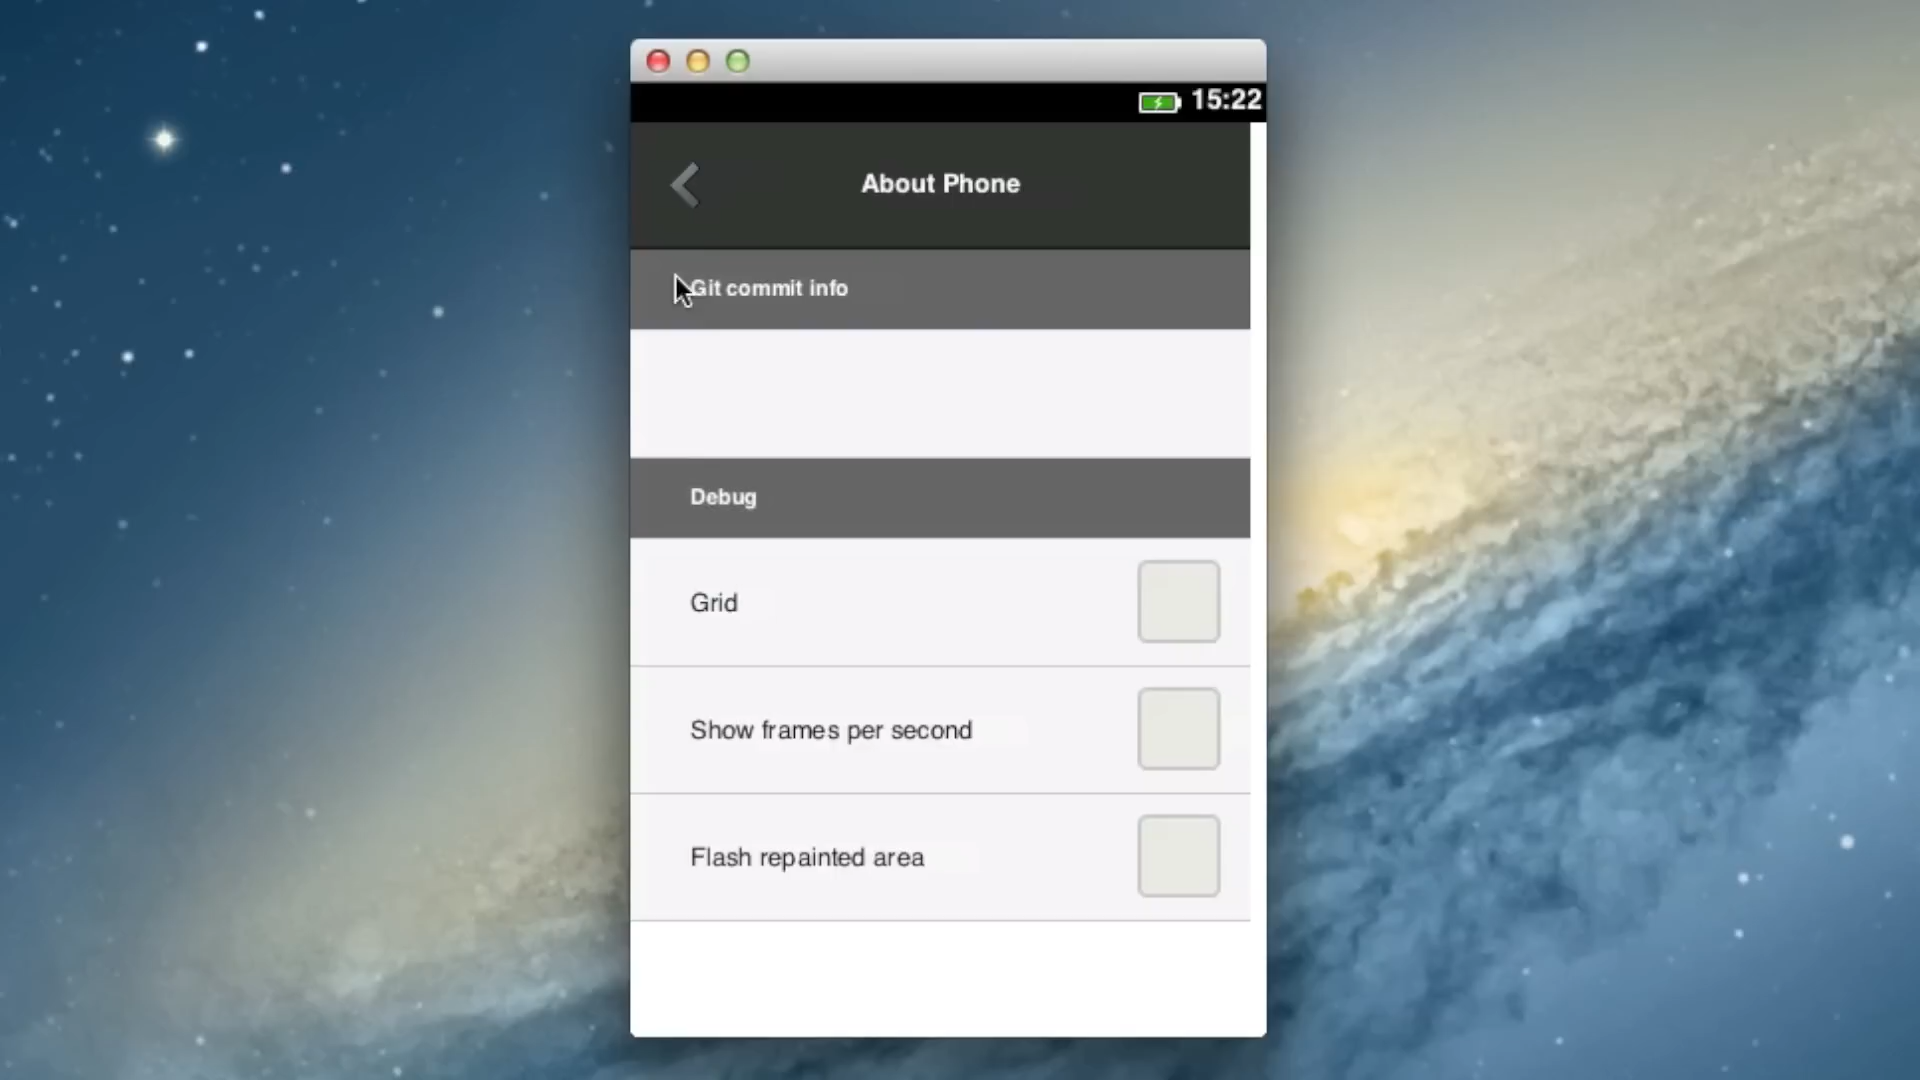 15:22
About Phone
Git commit info
Debug
Grid
Show frames per second
Flash repainted area